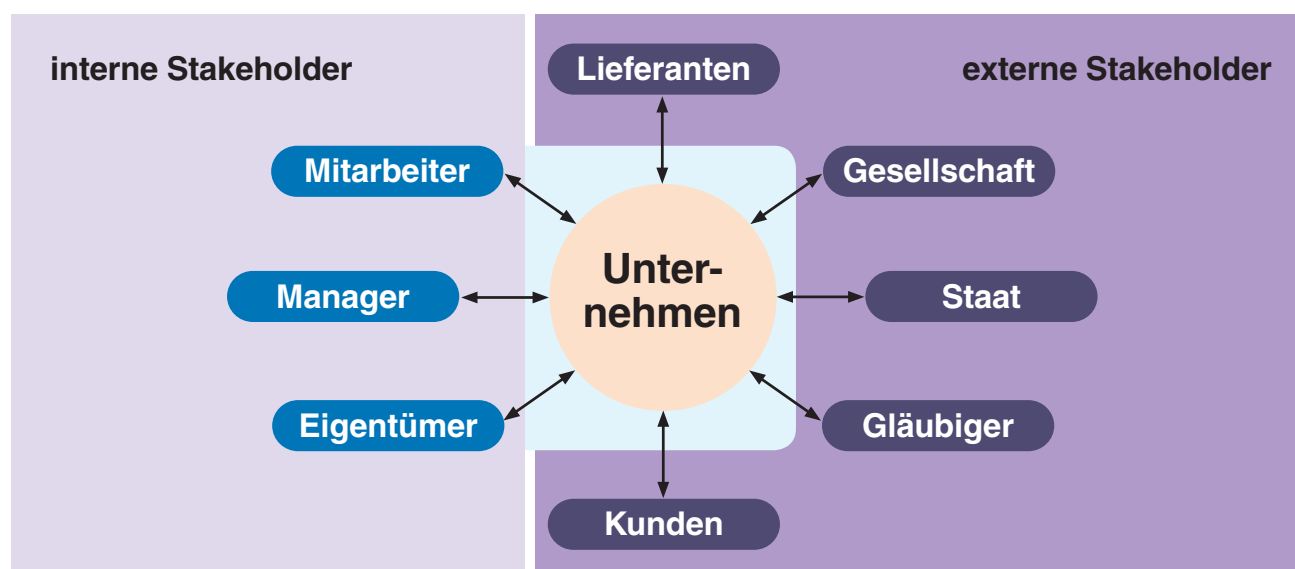 interne Stakeholder
externe Stakeholder
Lieferanten
Mitarbeiter
Gesellschaft
Unter-
nehmen
Manager
Staat
Eigentümer
Gläubiger
Kunden